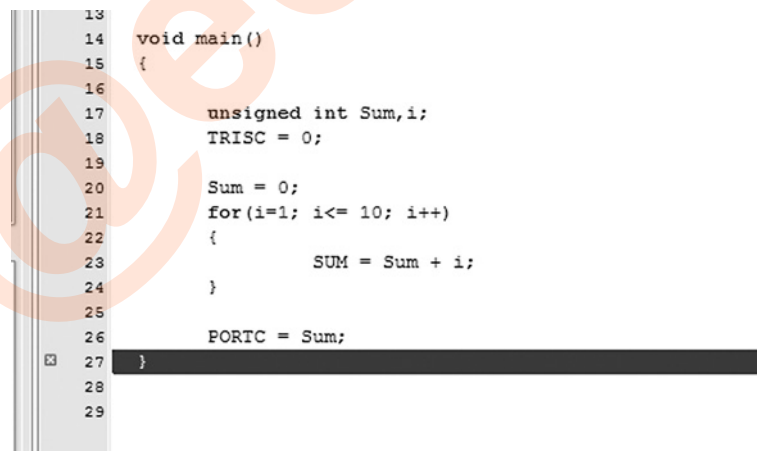 13
14 void main()
15 {
16
17 unsigned int Sum,i;
18 TRISC = 0;
19
20 Sum = 0;
21 for(i=1; i<= 10; i++)
22 {
23 SUM = Sum + i;
24 }
25
26 PORTC = Sum;
27 }
28
29